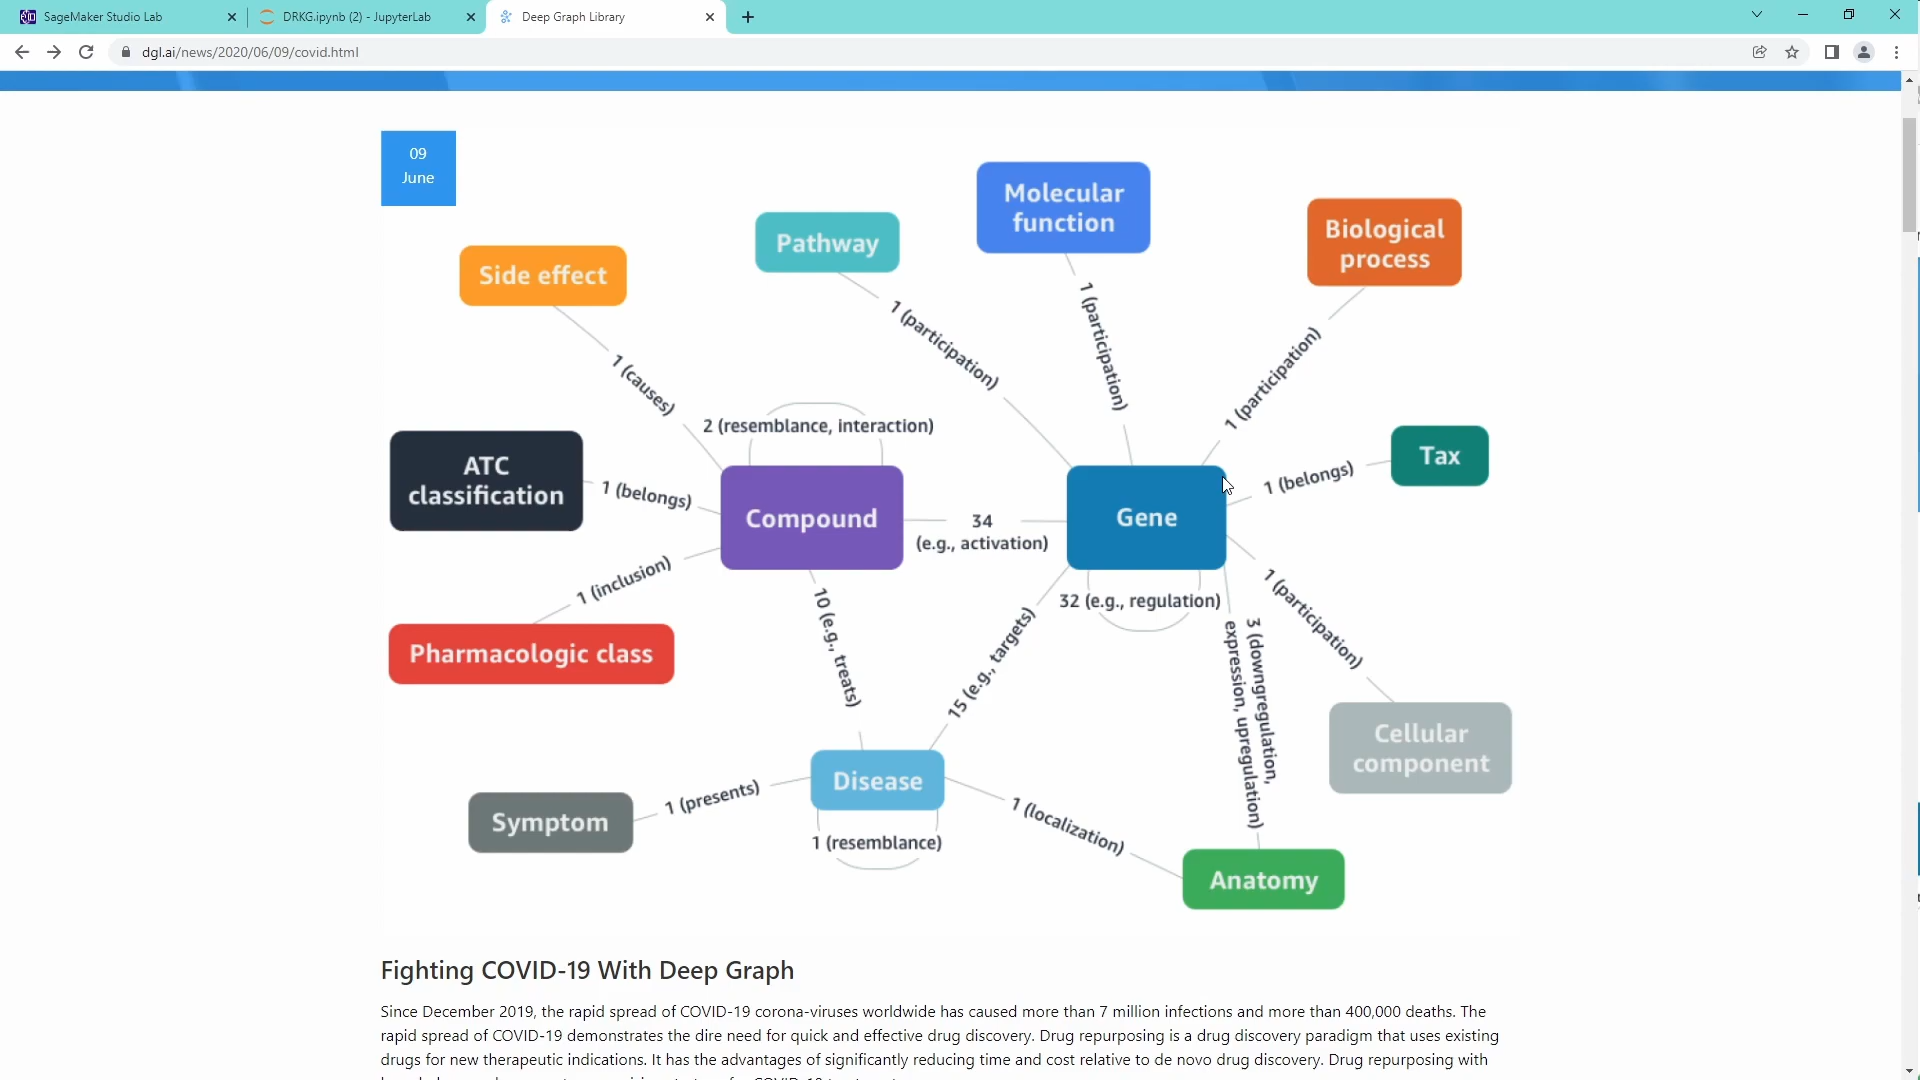 SageMaker Studio Lab
DRKG.ipynb (2) - JupyterLab
Deep Graph Library
dgl.ai/news/2020/06/09/covid.html
09
June
Molecular
function
Biological
process
Pathway
Side effect
1 (participation)
1 (participation)
1 (participation)
1 (causes)
2 (resemblance, interaction)
ATC
classification
1 (belongs)
Compound
34
(e.g., activation)
Gene
1 (belongs)
Tax
1 (inclusion)
Pharmacologic class
10 (e.g., treats)
15 (e.g., targets)
32 (e.g., regulation)
3 (downgregulation,
expression, upregulation)
1 (participation)
Cellular
component
Symptom
1 (presents)
Disease
1 (resemblance)
1 (localization)
Anatomy
Fighting COVID-19 With Deep Graph
Since December 2019, the rapid spread of COVID-19 corona-viruses worldwide has caused more than 7 million infections and more than 400,000 deaths. The
rapid spread of COVID-19 demonstrates the dire need for quick and effective drug discovery. Drug repurposing is a drug discovery paradigm that uses existing
drugs for new therapeutic indications. It has the advantages of significantly reducing time and cost relative to de novo drug discovery. Drug repurposing with